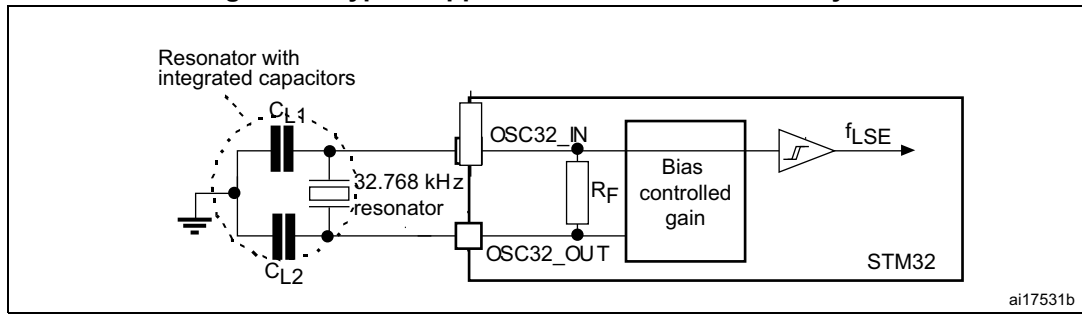 Resonator with
integrated capacitors
CL1
OSC32_IN
fLSE
32.768 kHz
resonator
RF
Bias
controlled
gain
OSC32_OUT
CL2
STM32
ai17531b